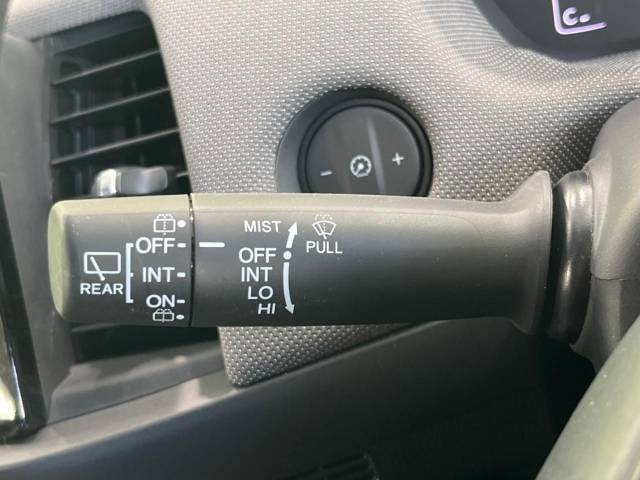 C
-
+
MIST
PULL
OFF
INT
LO
HI
OFF
INT
ON
REAR